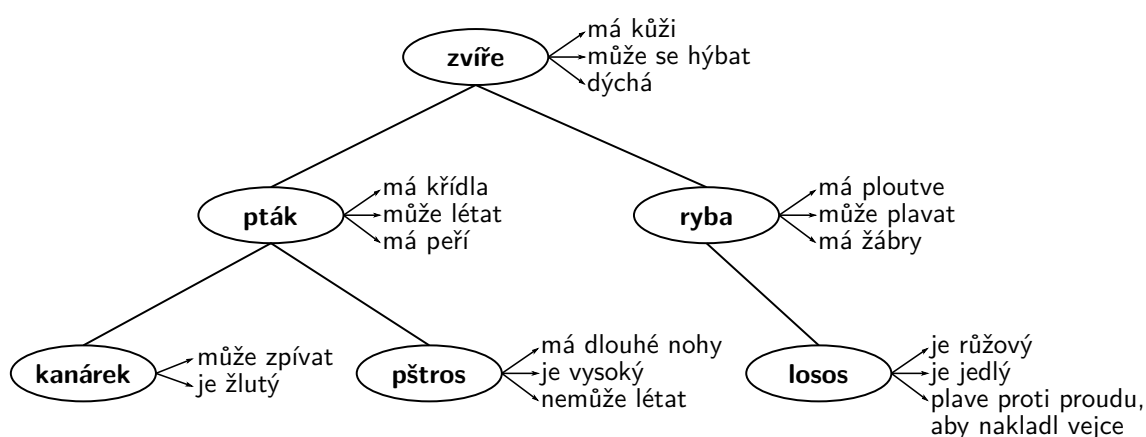 zvíře
má kůži
může se hýbat
dýchá
pták
má křídla
může létat
má peří
ryba
má ploutve
může plavat
má žábry
kanárek
může zpívat
je žlutý
pštros
má dlouhé nohy
je vysoký
nemůže létat
losos
je růžový
je jedlý
plave proti proudu,
aby nakladl vejce